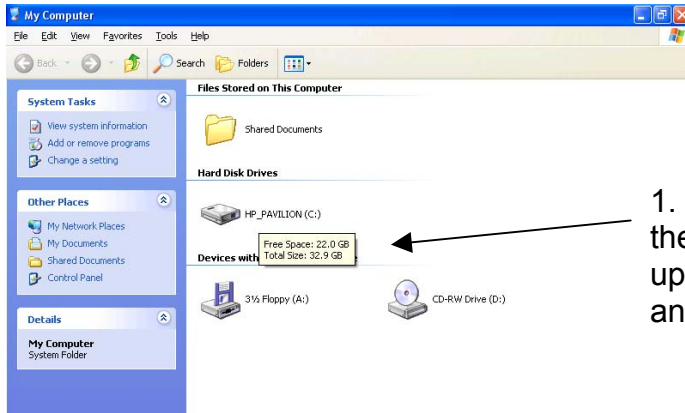 My Computer
File Edit View Favorites Tools Help
Back Search Folders
System Tasks
View system information
Add or remove programs
Change a setting
Other Places
My Network Places
My Documents
Shared Documents
Control Panel
Details
My Computer
System Folder
Files Stored on This Computer
Shared Documents
Hard Disk Drives
HP_PAVILION (C:)
Free Space: 22.0 GB
Total Size: 32.9 GB
Devices with
3½ Floppy (A:)
CD-RW Drive (D:)
1.
the
up
an